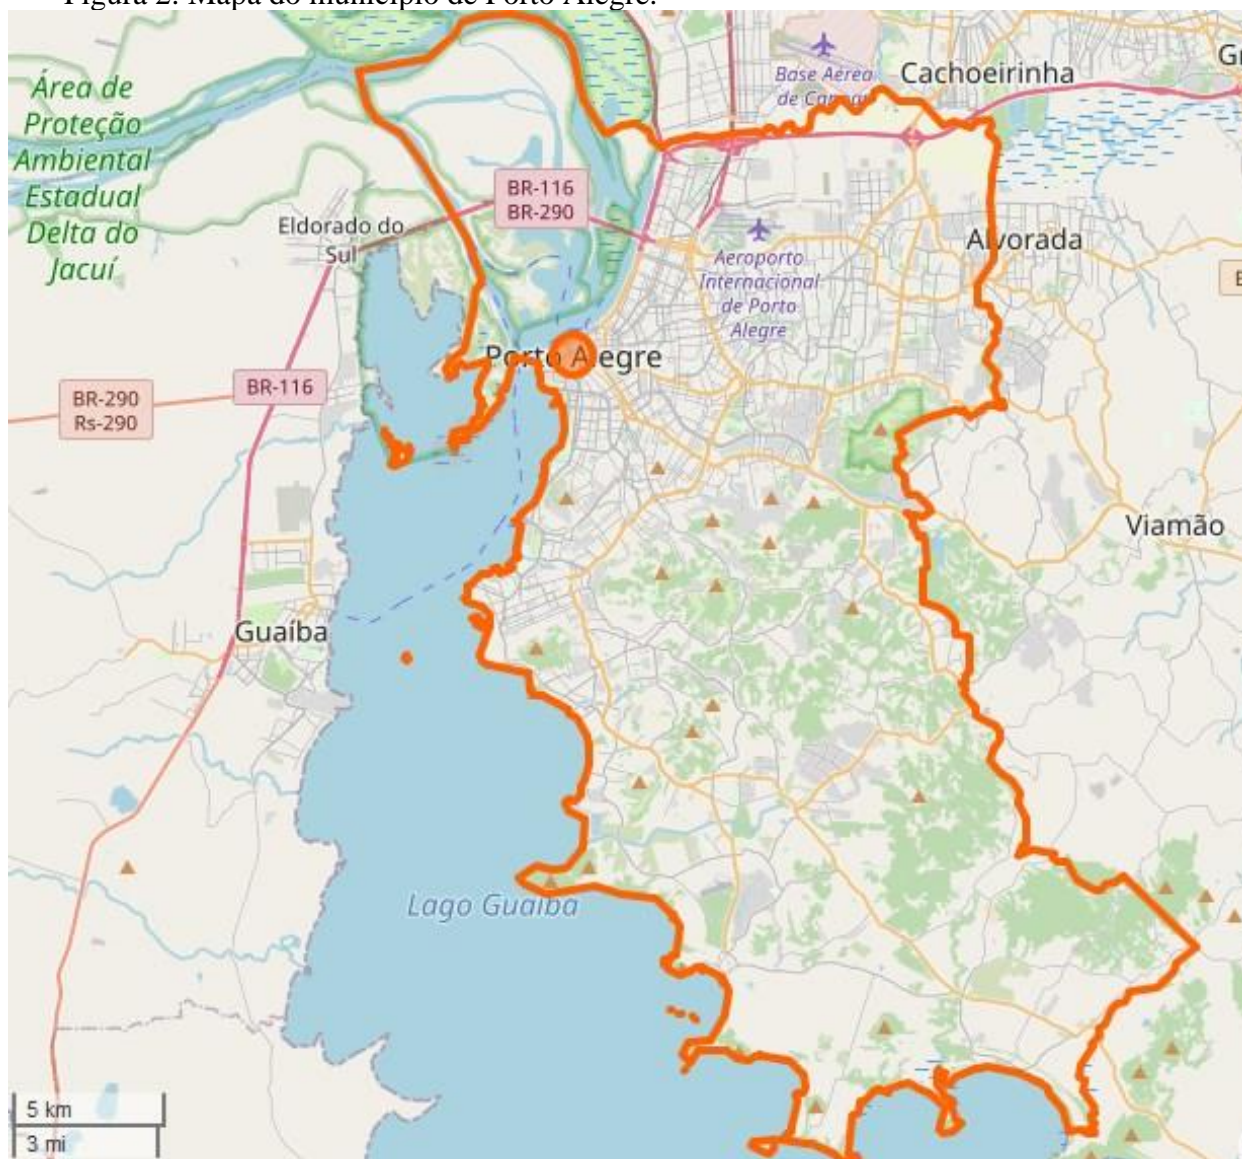 Figura 2: Mapa do município de Porto Alegre.
Área de
Proteção
Ambiental
Estadual
Delta do
Jacuí
Base Aérea
de Canoas
Cachoeirinha
BR-116
BR-290
Eldorado do
Sul
Aeroporto
Internacional
de Porto
Alegre
Alvorada
Porto Alegre
BR-116
BR-290
Rs-290
Viamão
Guaíba
Lago Guaíba
5 km
3 mi